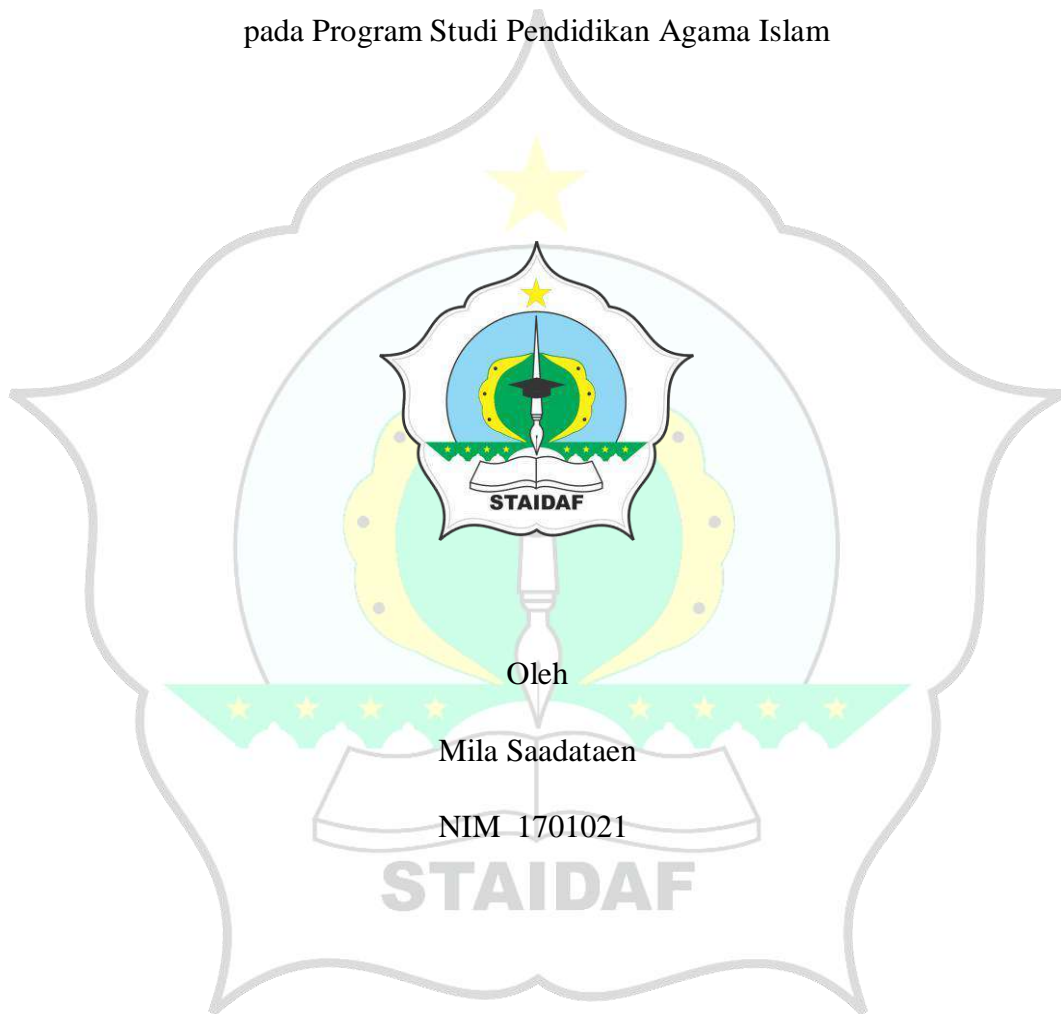 pada Program Studi Pendidikan Agama Islam
STAIDAF
Oleh
Mila Saadataen
NIM 1701021
STAIDAF